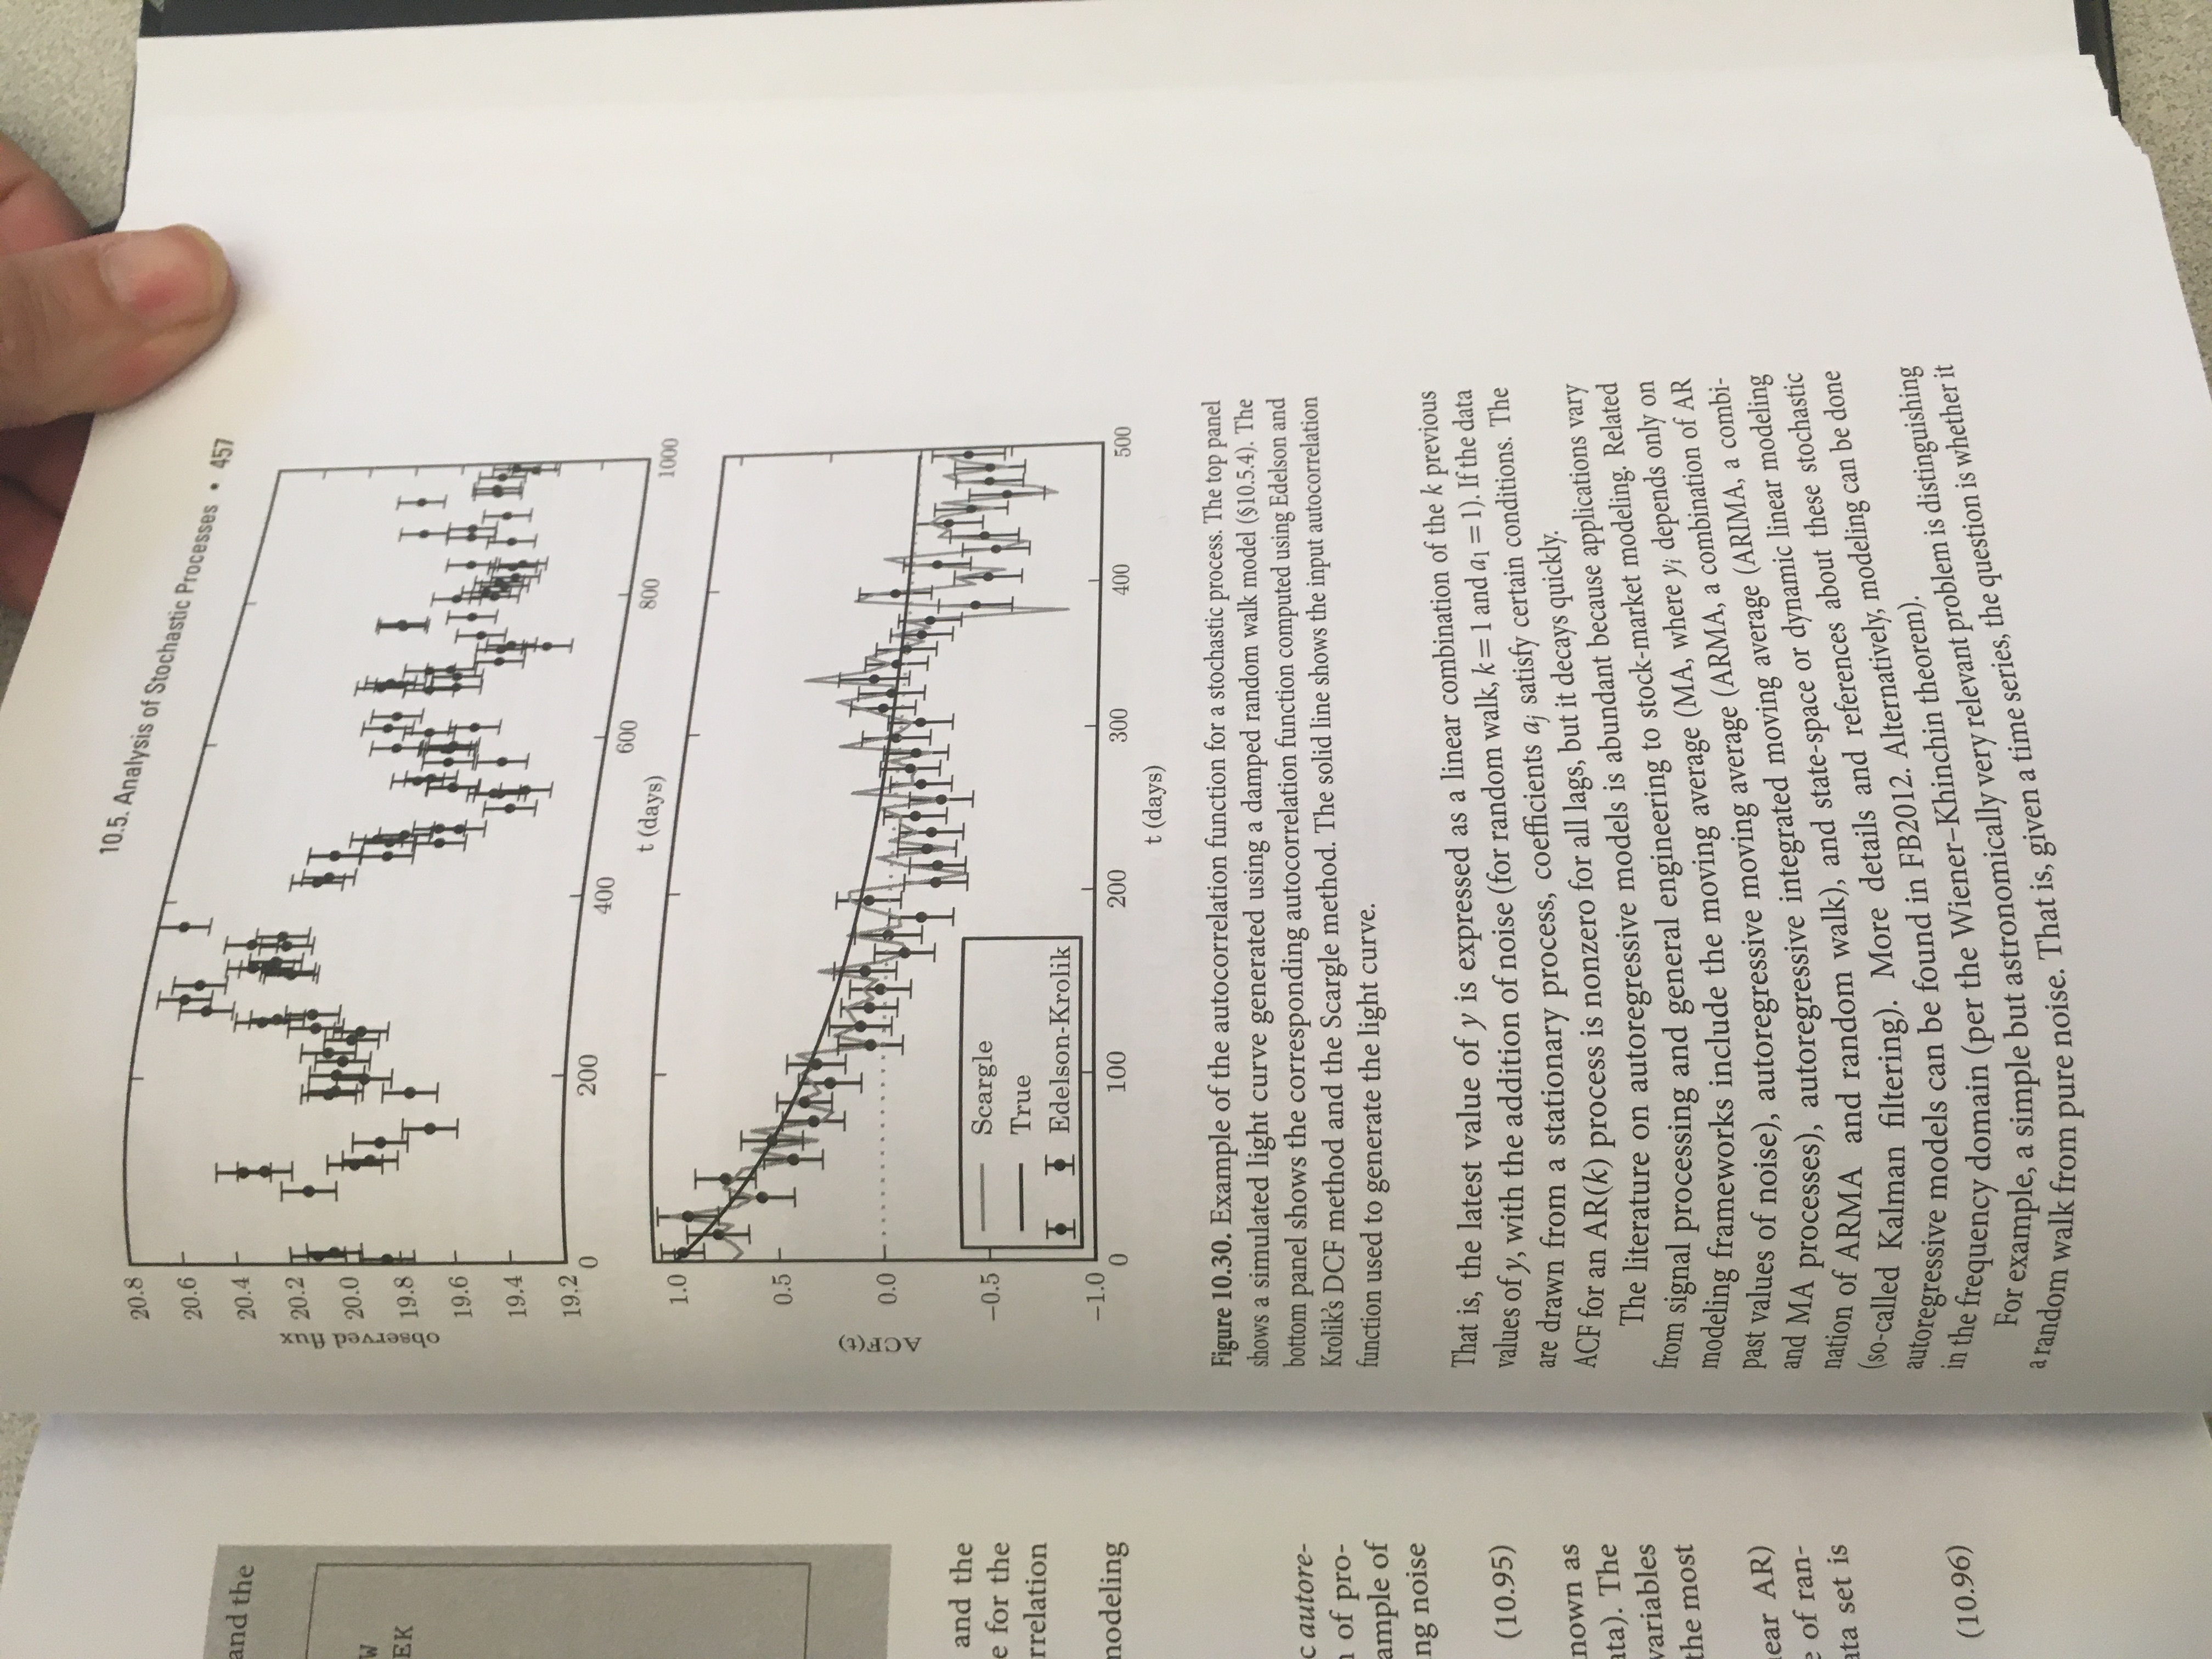 and the
W
EK
and the
e for the
rrelation
modeling
c autore-
n of pro-
ample of
ng noise
(10.95)
nown as
ata). The
variables
the most
near AR)
e of ran-
ata set is
(10.96)
10.5. Analysis of Stochastic Processes • 457
20.8
20.6
20.4
20.2
20.0
19.8
19.6
19.4
19.2
observed flux
0 200 400 600 800 1000
t (days)
1.0
0.5
0.0
−0.5
−1.0
ACF(t)
Scargle
True
Edelson-Krolik
0 100 200 300 400 500
t (days)
Figure 10.30. Example of the autocorrelation function for a stochastic process. The top panel
shows a simulated light curve generated using a damped random walk model (§10.5.4). The
bottom panel shows the corresponding autocorrelation function computed using Edelson and
Krolik's DCF method and the Scargle method. The solid line shows the input autocorrelation
function used to generate the light curve.
That is, the latest value of y is expressed as a linear combination of the k previous
values of y, with the addition of noise (for random walk, k = 1 and a₁ = 1). If the data
are drawn from a stationary process, coefficients aⱼ satisfy certain conditions. The
ACF for an AR(k) process is nonzero for all lags, but it decays quickly.
The literature on autoregressive models is abundant because applications vary
from signal processing and general engineering to stock-market modeling. Related
modeling frameworks include the moving average (MA, where yᵢ depends only on
past values of noise), autoregressive moving average (ARMA, a combination of AR
and MA processes), autoregressive integrated moving average (ARIMA, a combi-
nation of ARMA and random walk), and state-space or dynamic linear modeling
(so-called Kalman filtering). More details and references about these stochastic
autoregressive models can be found in FB2012. Alternatively, modeling can be done
in the frequency domain (per the Wiener–Khinchin theorem).
For example, a simple but astronomically very relevant problem is distinguishing
a random walk from pure noise. That is, given a time series, the question is whether it